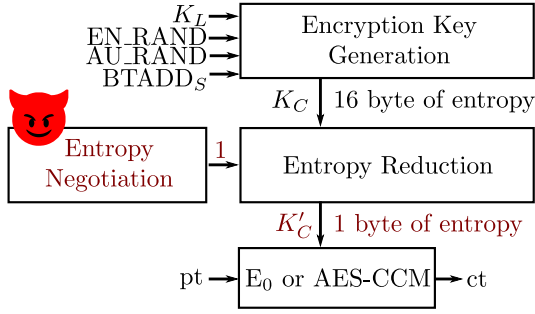 K_L
EN_RAND
AU_RAND
BTADD_S
Encryption Key
Generation
K_C 16 byte of entropy
Entropy
Negotiation
1
Entropy Reduction
K'_C 1 byte of entropy
pt
E_0 or AES-CCM
ct